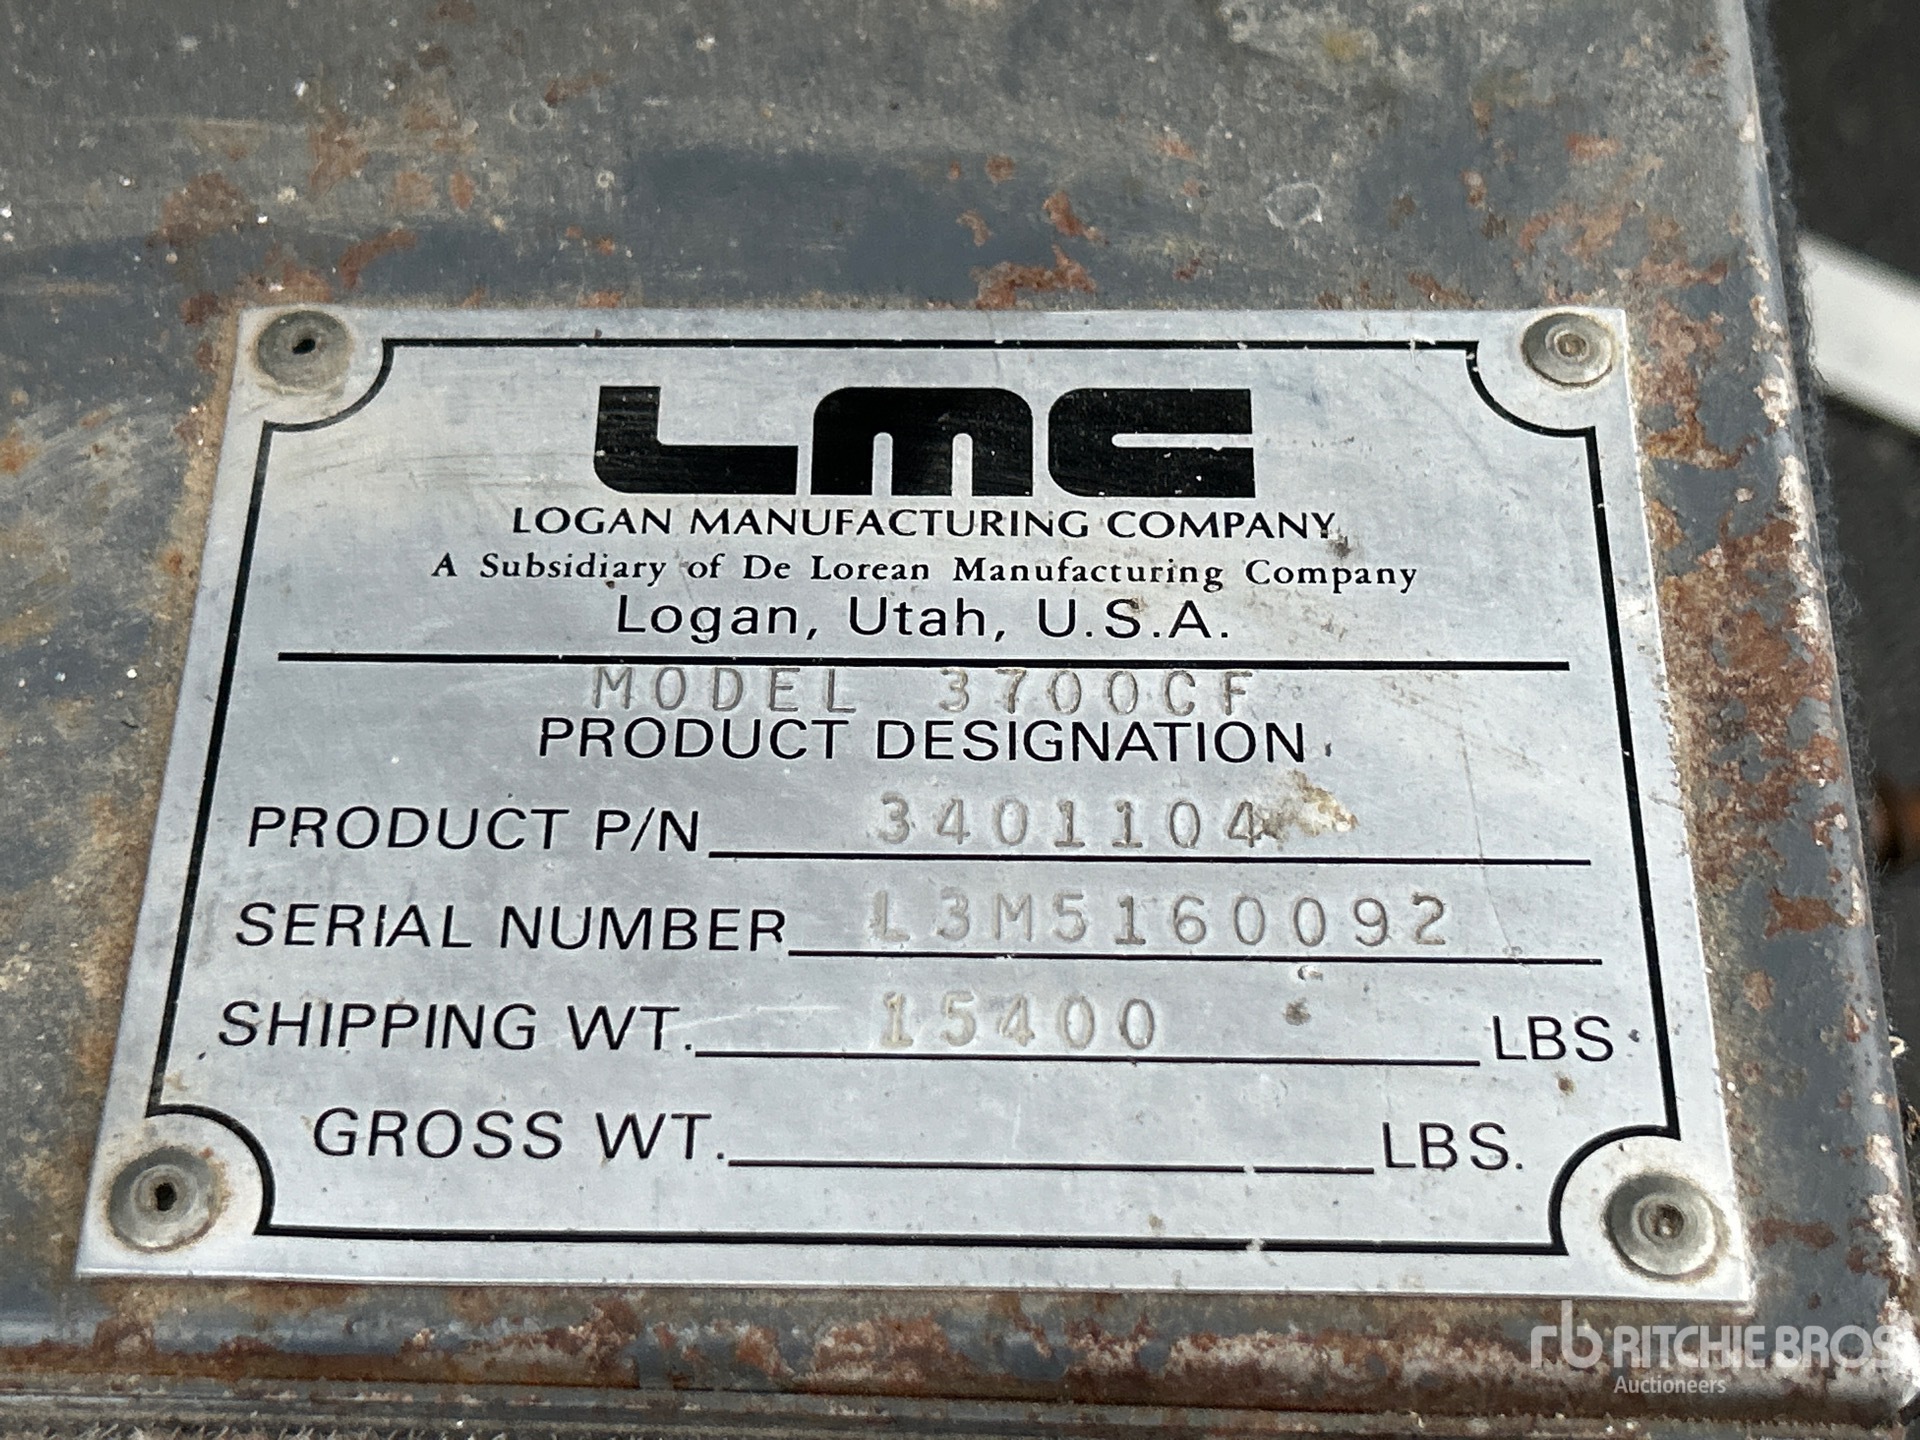 LMC
LOGAN MANUFACTURING COMPANY
A Subsidiary of De Lorean Manufacturing Company
Logan, Utah, U.S.A.
MODEL 3700CF
PRODUCT DESIGNATION
PRODUCT P/N 3401104
SERIAL NUMBER L3M5160092
SHIPPING WT. 15400 LBS
GROSS WT. LBS.
rb RITCHIE BROS
Auctioneers